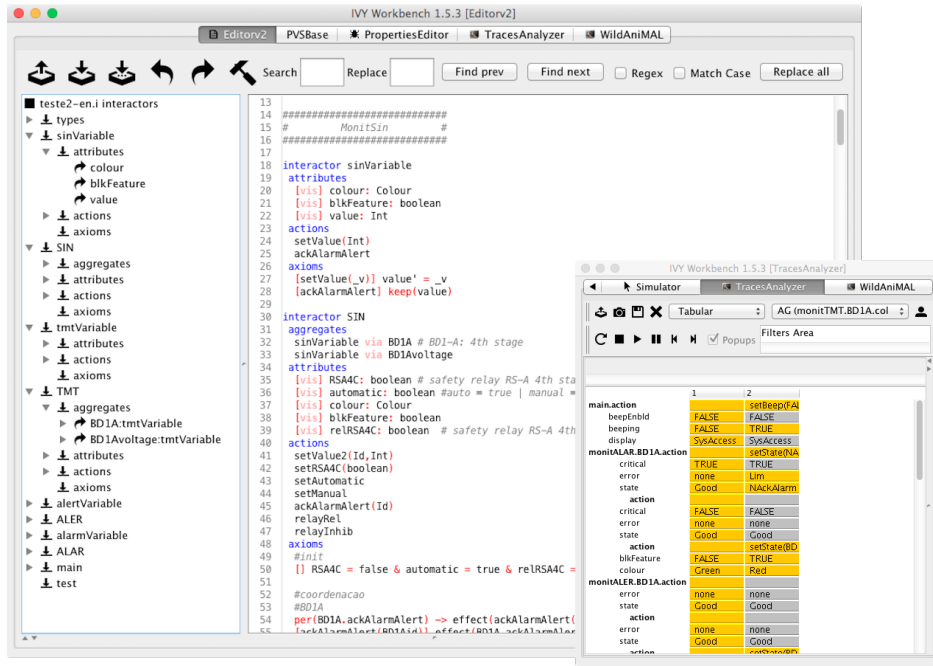 IVY Workbench 1.5.3 [Editorv2]
Editorv2 PVSBase PropertiesEditor TracesAnalyzer WildAniMAL
Search Replace Find prev Find next Regex Match Case Replace all
teste2-en.i interactors
types
sinVariable
attributes
colour
blkFeature
value
actions
axioms
SIN
aggregates
attributes
actions
axioms
tmtVariable
attributes
actions
axioms
TMT
aggregates
BD1A:tmtVariable
BD1Avoltage:tmtVariable
attributes
actions
axioms
alertVariable
ALER
alarmVariable
ALAR
main
test
13
14 ############################
15 # MonitSin #
16 ############################
17
18 interactor sinVariable
19 attributes
20 [vis] colour: Colour
21 [vis] blkFeature: boolean
22 [vis] value: Int
23 actions
24 setValue(Int)
25 ackAlarmAlert
26 axioms
27 [setValue(_v)] value' = _v
28 [ackAlarmAlert] keep(value)
29
30 interactor SIN
31 aggregates
32 sinVariable via BD1A # BD1-A: 4th stage
33 sinVariable via BD1Avoltage
34 attributes
35 [vis] RSA4C: boolean # safety relay RS-A 4th sta
36 [vis] automatic: boolean #auto = true | manual =
37 [vis] colour: Colour
38 [vis] blkFeature: boolean
39 [vis] relRSA4C: boolean # safety relay RS-A 4th
40 actions
41 setValue2(Id,Int)
42 setRSA4C(boolean)
43 setAutomatic
44 setManual
45 ackAlarmAlert(Id)
46 relayRel
47 relayInhib
48 axioms
49 #init
50 [] RSA4C = false & automatic = true & relRSA4C =
51
52 #coordenacao
53 #BD1A
54 per(BD1A.ackAlarmAlert) -> effect(ackAlarmAlert(
55 [ackAlarmAlert(BD1Aid)] effect(BD1A.ackAlarmAler
IVY Workbench 1.5.3 [TracesAnalyzer]
Simulator TracesAnalyzer WildAniMAL
Tabular AG (monitTMT.BD1A.col
Popups Filters Area
1 2
main.action setBeep(FAL
beepEnbld FALSE FALSE
beeping FALSE TRUE
display SysAccess SysAccess
monitALAR.BD1A.action setState(NA
critical TRUE TRUE
error none Lim
state Good NAckAlarm
action
critical FALSE FALSE
error none none
state Good Good
action setState(BD
blkFeature FALSE TRUE
colour Green Red
monitALER.BD1A.action
error none none
state Good Good
action
error none none
state Good Good
action setState(BD